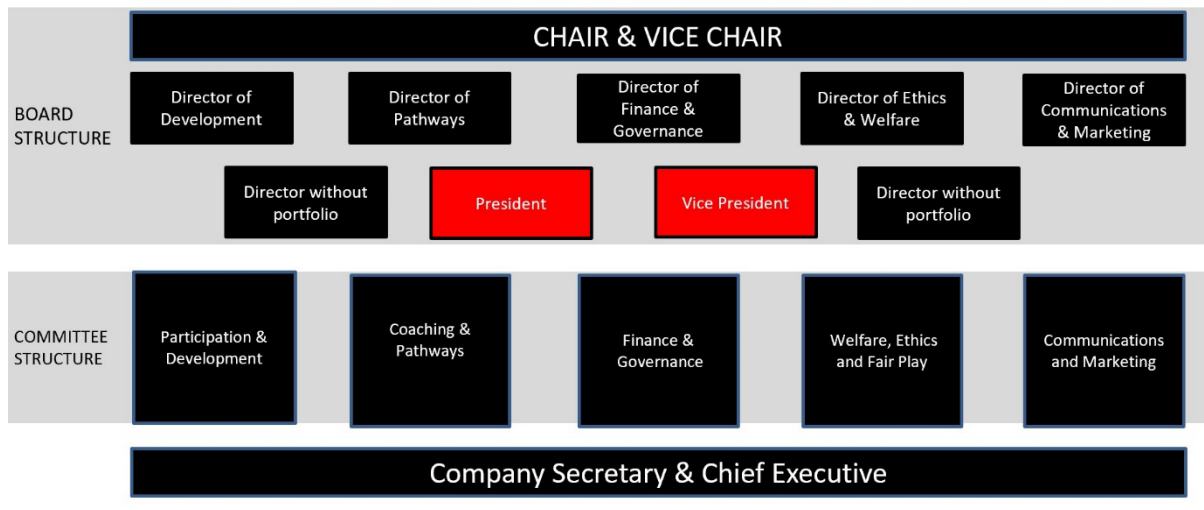 CHAIR & VICE CHAIR
BOARD
STRUCTURE
Director of
Development
Director of
Pathways
Director of
Finance &
Governance
Director of Ethics
& Welfare
Director of
Communications
& Marketing
Director without
portfolio
President
Vice President
Director without
portfolio
COMMITTEE
STRUCTURE
Participation &
Development
Coaching &
Pathways
Finance &
Governance
Welfare, Ethics
and Fair Play
Communications
and Marketing
Company Secretary & Chief Executive